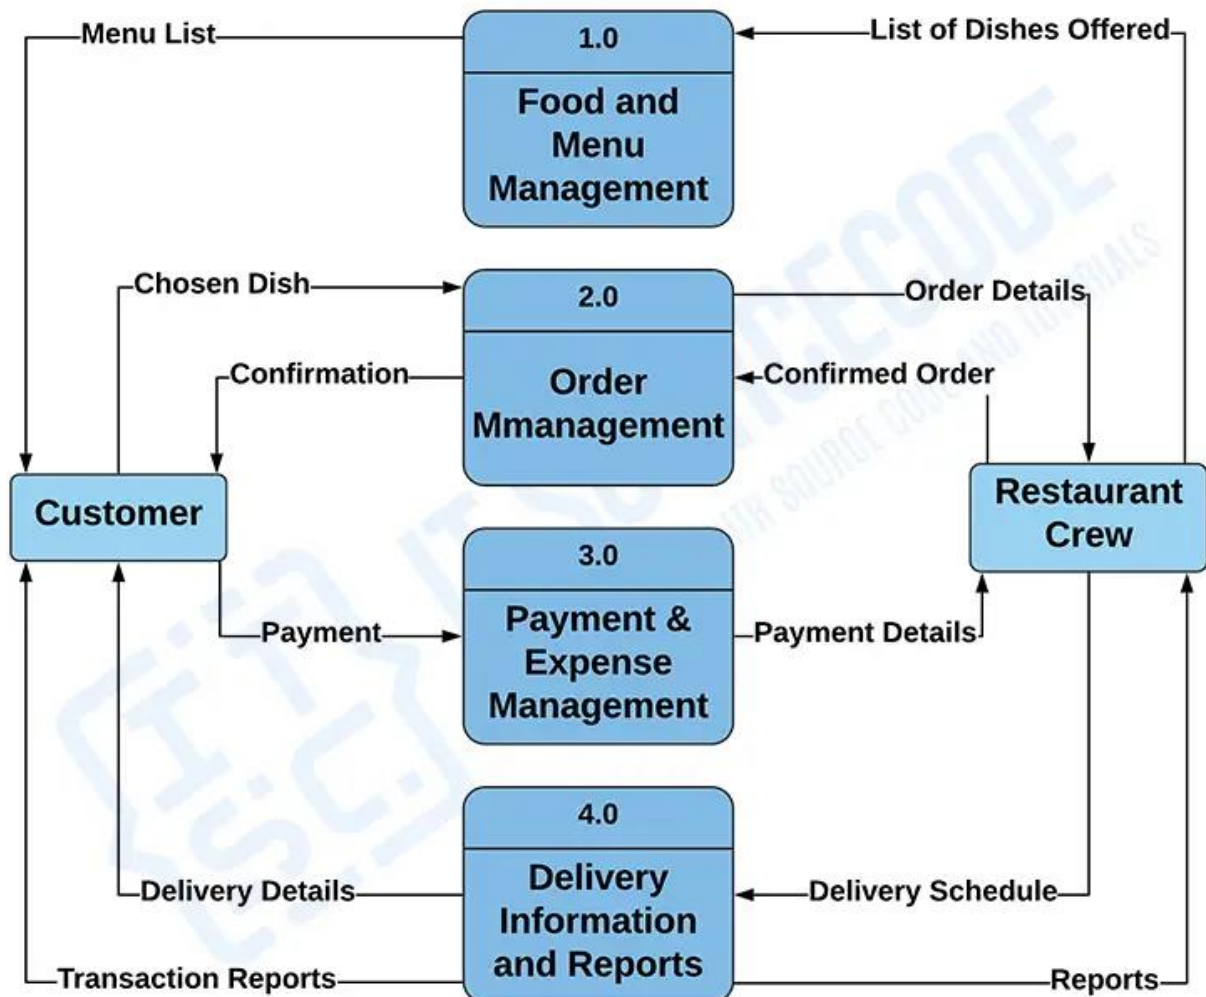 Menu List
1.0
List of Dishes Offered
Food and
Menu
Management
Chosen Dish
2.0
Order Details
Confirmation
Order
Mmanagement
Confirmed Order
Customer
Restaurant
Crew
3.0
Payment
Payment &
Expense
Management
Payment Details
4.0
Delivery Details
Delivery
Information
and Reports
Delivery Schedule
Transaction Reports
Reports